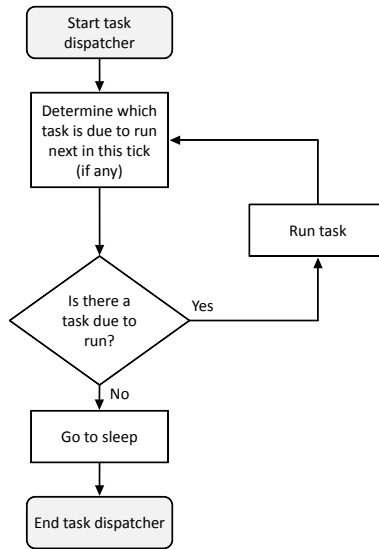 Start task
dispatcher
Determine which
task is due to run
next in this tick
(if any)
Run task
Is there a
task due to
run?
Yes
No
Go to sleep
End task dispatcher